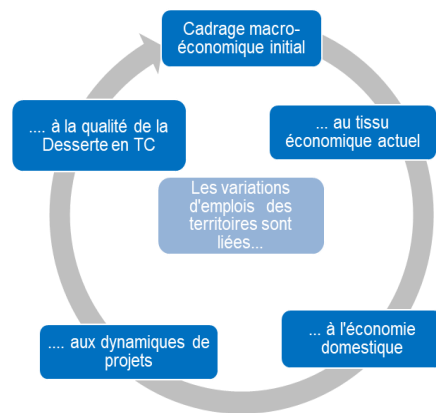 Cadrage macro-
économique initial
... au tissu
économique actuel
... à l'économie
domestique
.... aux dynamiques de
projets
.... à la qualité de la
Desserte en TC
Les variations
d'emplois des
territoires sont
liées...